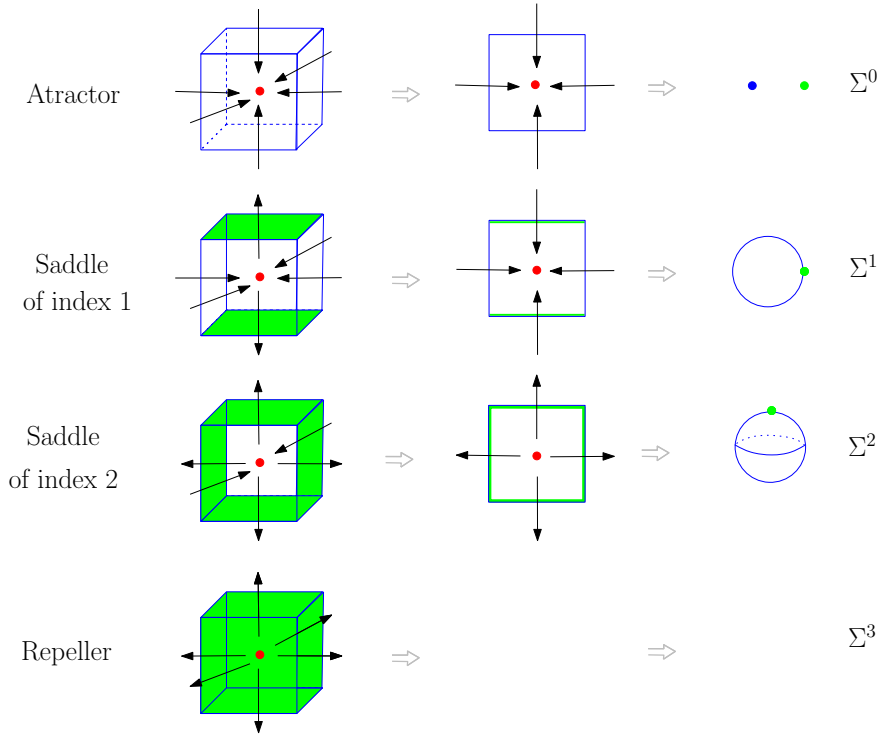 Atractor
Σ⁰
Saddle
of index 1
Σ¹
Saddle
of index 2
Σ²
Repeller
Σ³